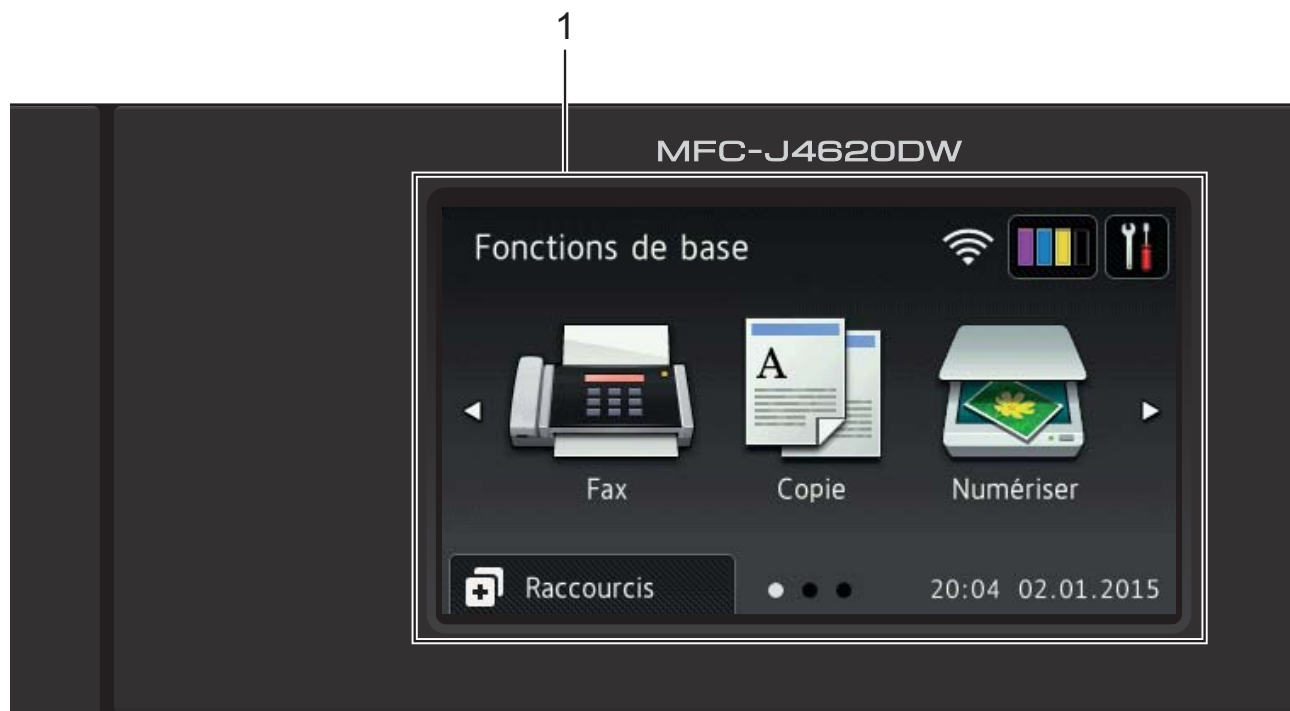 1
MFC-J4620DW
Fonctions de base
A
Fax
Copie
Numériser
Raccourcis
20:04 02.01.2015